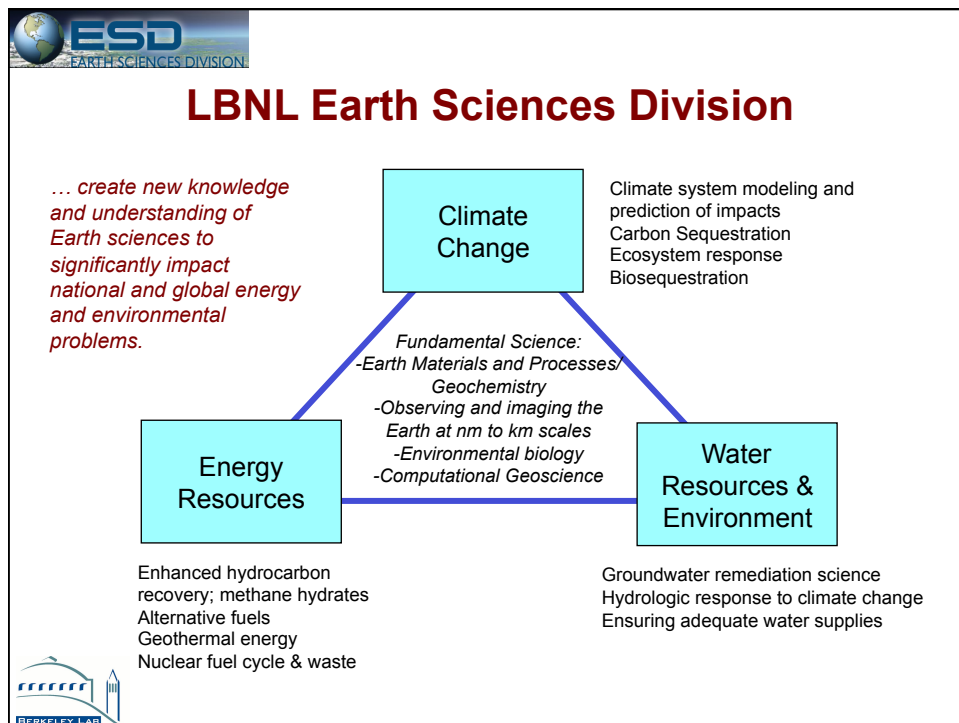 ESD
EARTH SCIENCES DIVISION
LBNL Earth Sciences Division
… create new knowledge
and understanding of
Earth sciences to
significantly impact
national and global energy
and environmental
problems.
Climate
Change
Climate system modeling and
prediction of impacts
Carbon Sequestration
Ecosystem response
Biosequestration
Fundamental Science:
-Earth Materials and Processes/
Geochemistry
-Observing and imaging the
Earth at nm to km scales
-Environmental biology
-Computational Geoscience
Energy
Resources
Water
Resources &
Environment
Enhanced hydrocarbon
recovery; methane hydrates
Alternative fuels
Geothermal energy
Nuclear fuel cycle & waste
Groundwater remediation science
Hydrologic response to climate change
Ensuring adequate water supplies
BERKELEY LAB